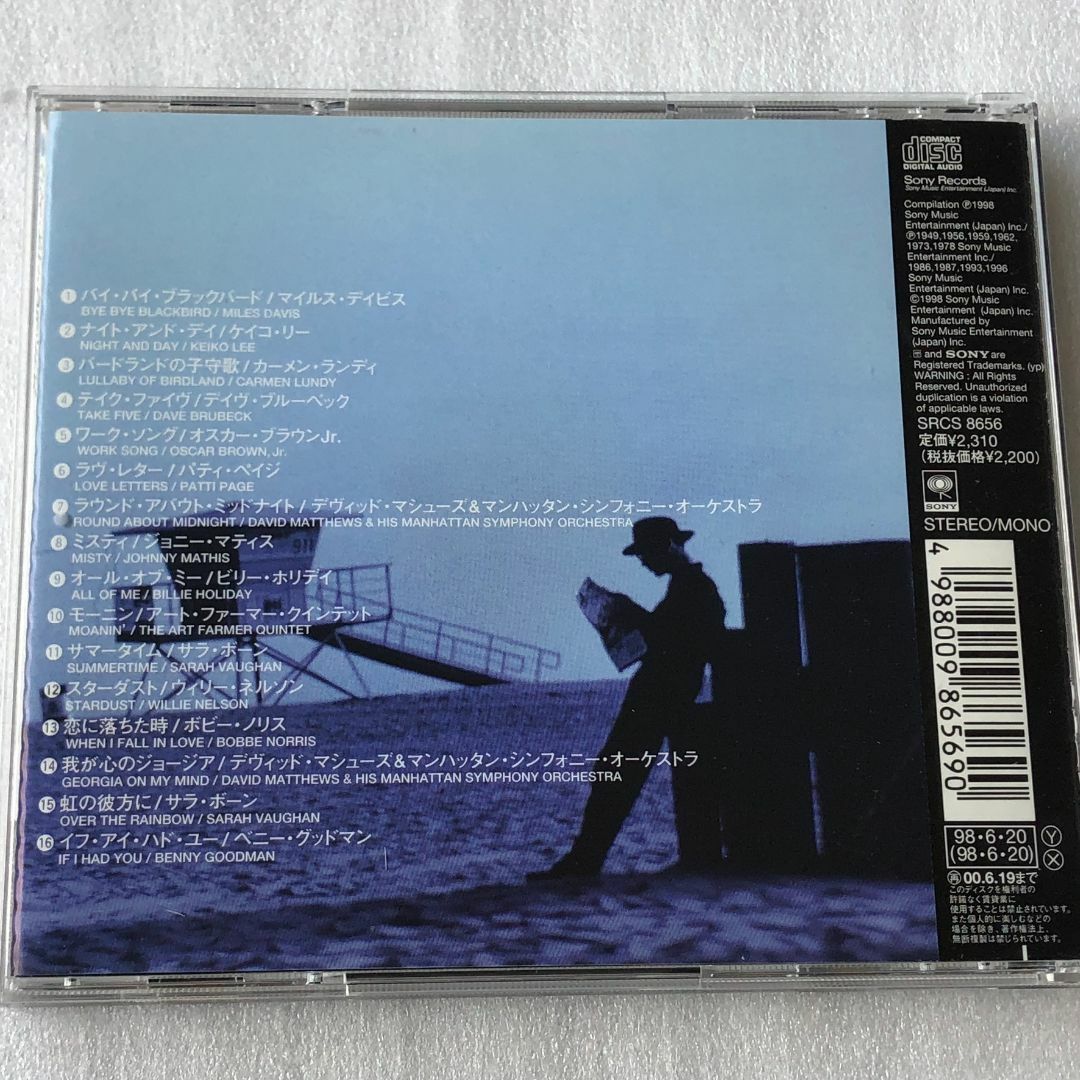 ❶ バイ・バイ・ブラックバード/マイルス・デイビス
BYE BYE BLACKBIRD / MILES DAVIS
❷ ナイト・アンド・デイ/ケイコ・リー
NIGHT AND DAY / KEIKO LEE
❸ バードランドの子守歌/カーメン・ランディ
LULLABY OF BIRDLAND / CARMEN LUNDY
❹ テイク・ファイヴ/デイヴ・ブルーベック
TAKE FIVE / DAVE BRUBECK
❺ ワーク・ソング/オスカー・ブラウンJr.
WORK SONG / OSCAR BROWN, Jr.
❻ ラヴ・レター/パティ・ペイジ
LOVE LETTERS / PATTI PAGE
❼ ラウンド・アバウト・ミッドナイト/デヴィッド・マシューズ&マンハッタン・シンフォニー・オーケストラ
ROUND ABOUT MIDNIGHT / DAVID MATTHEWS & HIS MANHATTAN SYMPHONY ORCHESTRA
❽ ミスティ/ジョニー・マティス
MISTY / JOHNNY MATHIS
❾ オール・オブ・ミー/ビリー・ホリデイ
ALL OF ME / BILLIE HOLIDAY
❿ モーニン/アート・ファーマー・クインテット
MOANIN' / THE ART FARMER QUINTET
⓫ サマータイム/サラ・ボーン
SUMMERTIME / SARAH VAUGHAN
⓬ スターダスト/ウィリー・ネルソン
STARDUST / WILLIE NELSON
⓭ 恋に落ちた時/ボビー・ノリス
WHEN I FALL IN LOVE / BOBBE NORRIS
⓮ 我が心のジョージア/デヴィッド・マシューズ&マンハッタン・シンフォニー・オーケストラ
GEORGIA ON MY MIND / DAVID MATTHEWS & HIS MANHATTAN SYMPHONY ORCHESTRA
⓯ 虹の彼方に/サラ・ボーン
OVER THE RAINBOW / SARAH VAUGHAN
⓰ イフ・アイ・ハド・ユー/ベニー・グッドマン
IF I HAD YOU / BENNY GOODMAN
911
COMPACT
disc
DIGITAL AUDIO
Sony Records
Sony Music Entertainment (Japan) Inc.
Compilation ℗1998
Sony Music
Entertainment (Japan) Inc./
℗1949,1956,1959,1962,
1973,1978 Sony Music
Entertainment Inc./
1986,1987,1993,1996
Sony Music
Entertainment (Japan) Inc.
©1998 Sony Music
Entertainment (Japan) Inc.
Manufactured by
Sony Music Entertainment
(Japan) Inc.
and SONY are
Registered Trademarks. (yp)
WARNING : All Rights
Reserved. Unauthorized
duplication is a violation
of applicable laws.
SRCS 8656
定価¥2,310
(税抜価格¥2,200)
SONY
STEREO/MONO
4 988009 865690
98・6・20 Ⓨ
(98・6・20) Ⓧ
再 00.6.19まで
このディスクを権利者の
許諾なく賃貸業に
使用することは禁止されています。
また個人的に楽しむなどの
場合を除き、著作権法上、
無断複製は禁じられています。